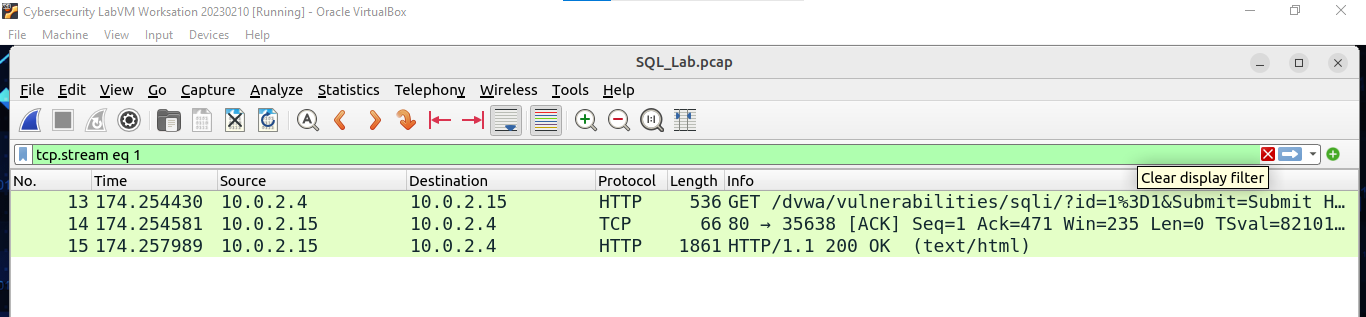 Cybersecurity LabVM Worksation 20230210 [Running] - Oracle VirtualBox
File Machine View Input Devices Help
SQL_Lab.pcap
File Edit View Go Capture Analyze Statistics Telephony Wireless Tools Help
tcp.stream eq 1
Clear display filter
No. Time Source Destination Protocol Length Info
13 174.254430 10.0.2.4 10.0.2.15 HTTP 536 GET /dvwa/vulnerabilities/sqli/?id=1%3D1&Submit=Submit H…
14 174.254581 10.0.2.15 10.0.2.4 TCP 66 80 → 35638 [ACK] Seq=1 Ack=471 Win=235 Len=0 TSval=82101…
15 174.257989 10.0.2.15 10.0.2.4 HTTP 1861 HTTP/1.1 200 OK (text/html)